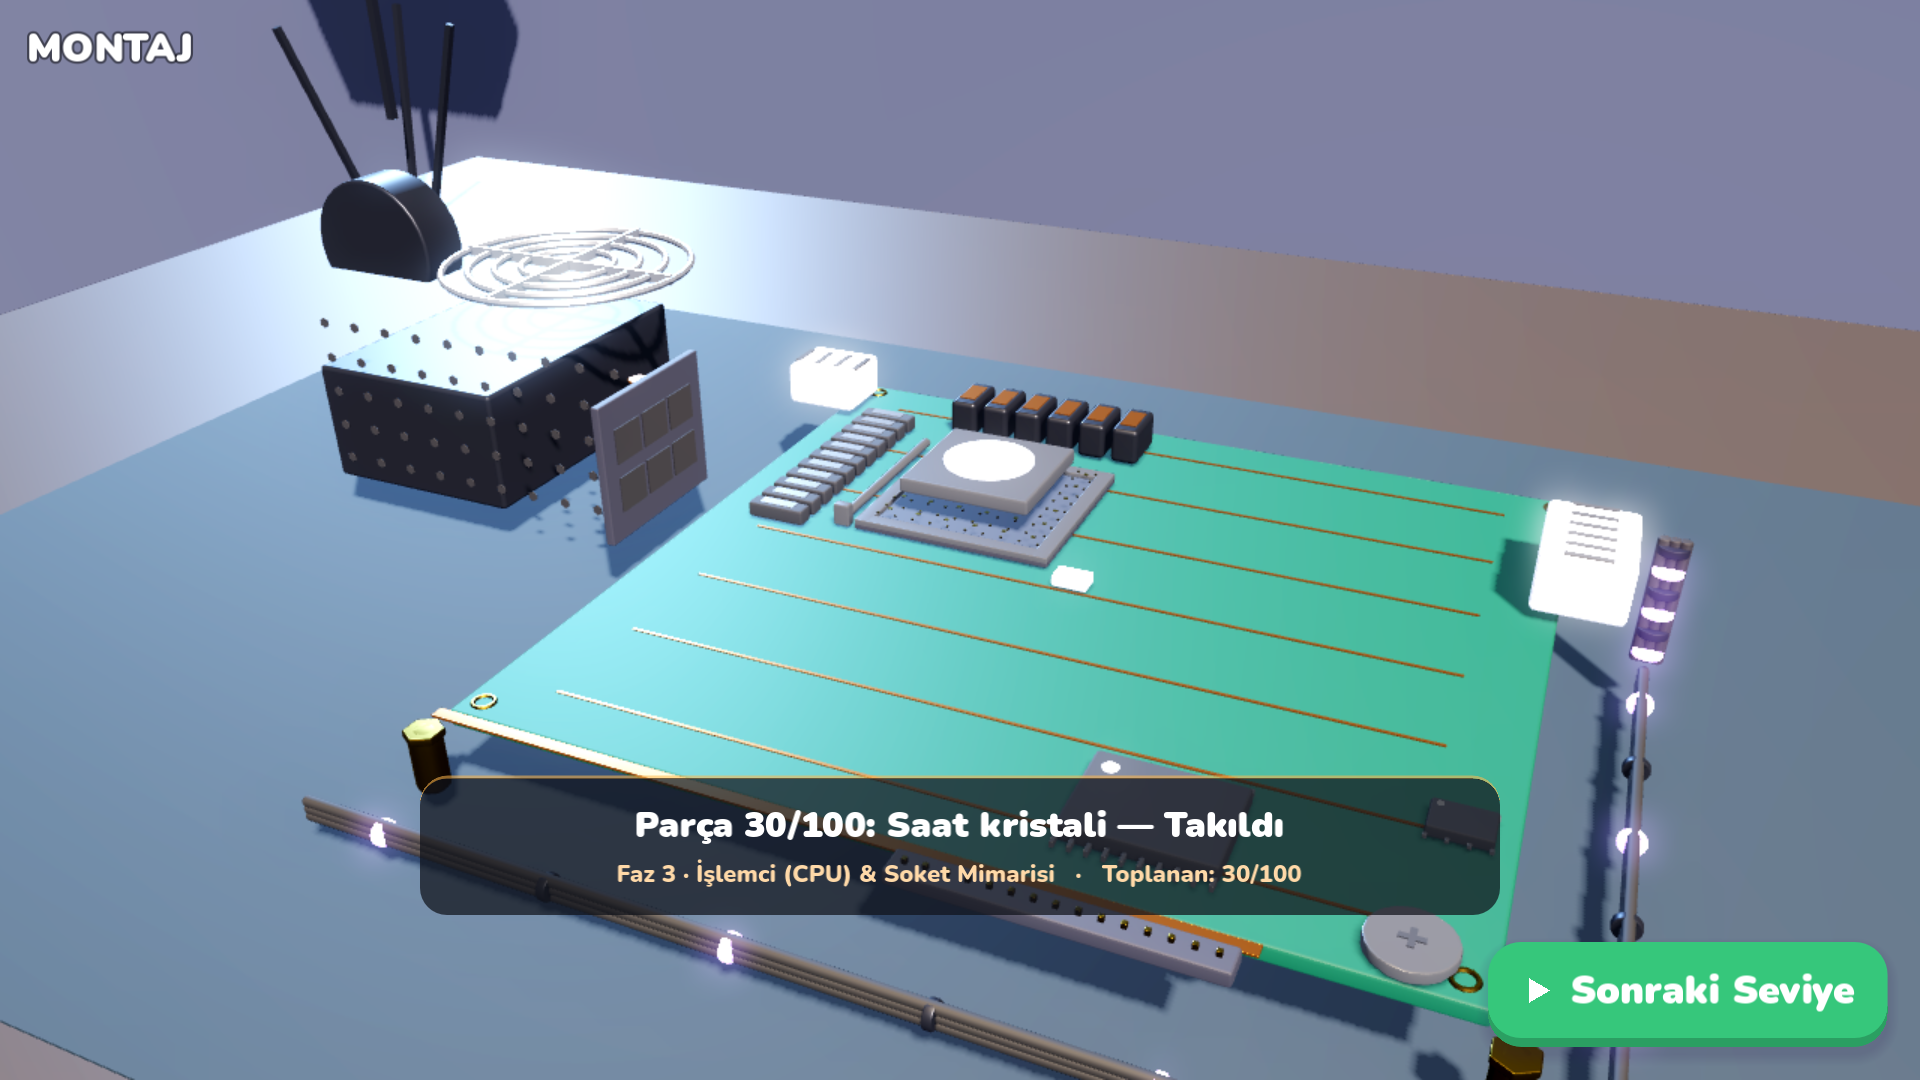 MONTAJ
Parça 30/100: Saat kristali — Takıldı
Faz 3 · İşlemci (CPU) & Soket Mimarisi · Toplanan: 30/100
Sonraki Seviye